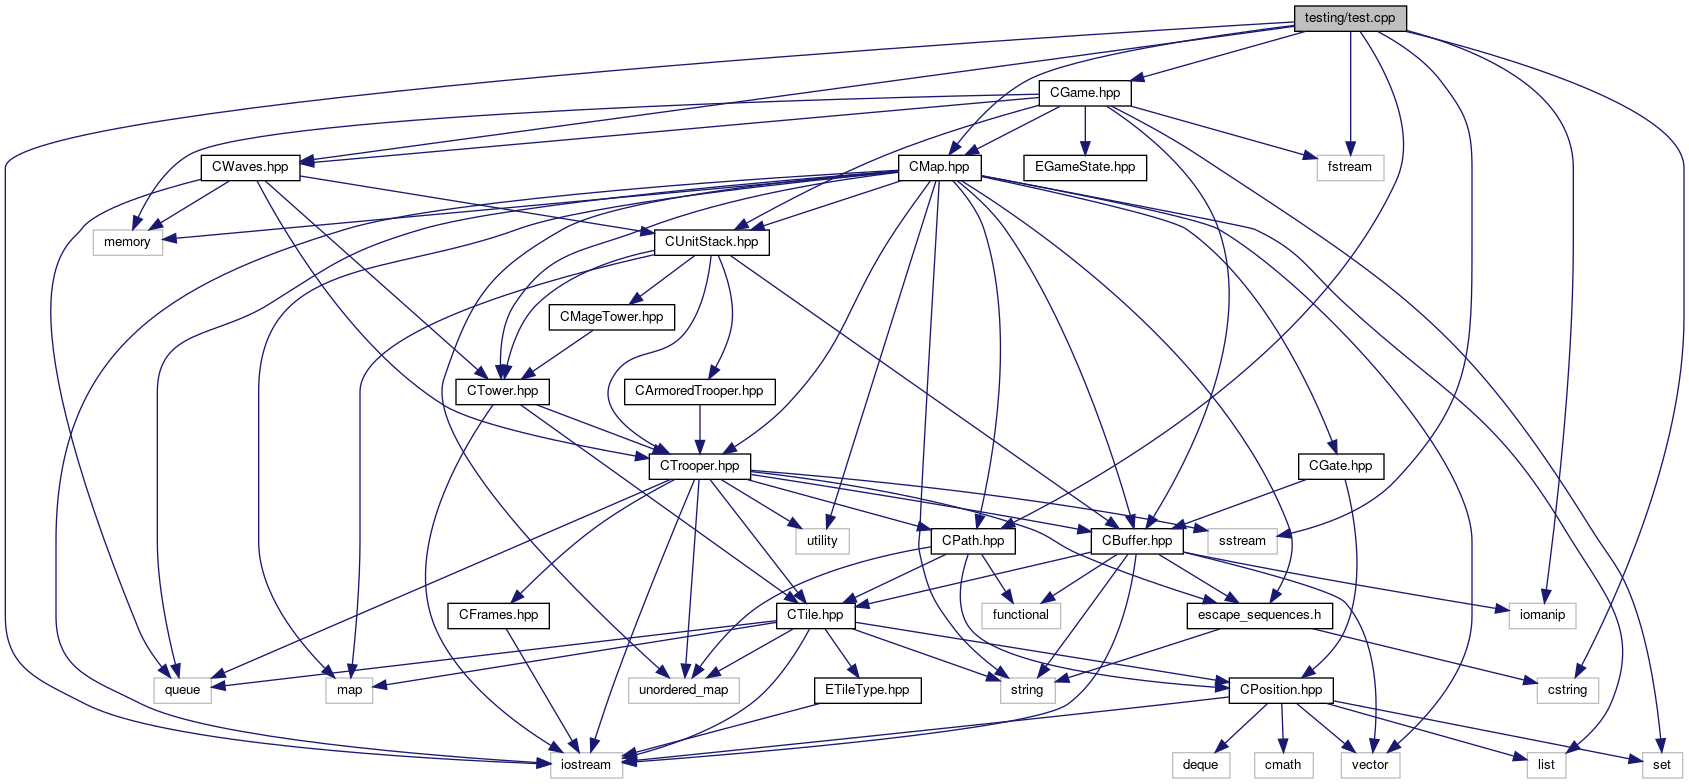 testing/test.cpp
CGame.hpp
CWaves.hpp
CMap.hpp
EGameState.hpp
fstream
memory
CUnitStack.hpp
CMageTower.hpp
CTower.hpp
CArmoredTrooper.hpp
CTrooper.hpp
CGate.hpp
utility
CPath.hpp
CBuffer.hpp
sstream
CFrames.hpp
CTile.hpp
functional
escape_sequences.h
iomanip
queue
map
unordered_map
ETileType.hpp
string
CPosition.hpp
cstring
iostream
deque
cmath
vector
list
set